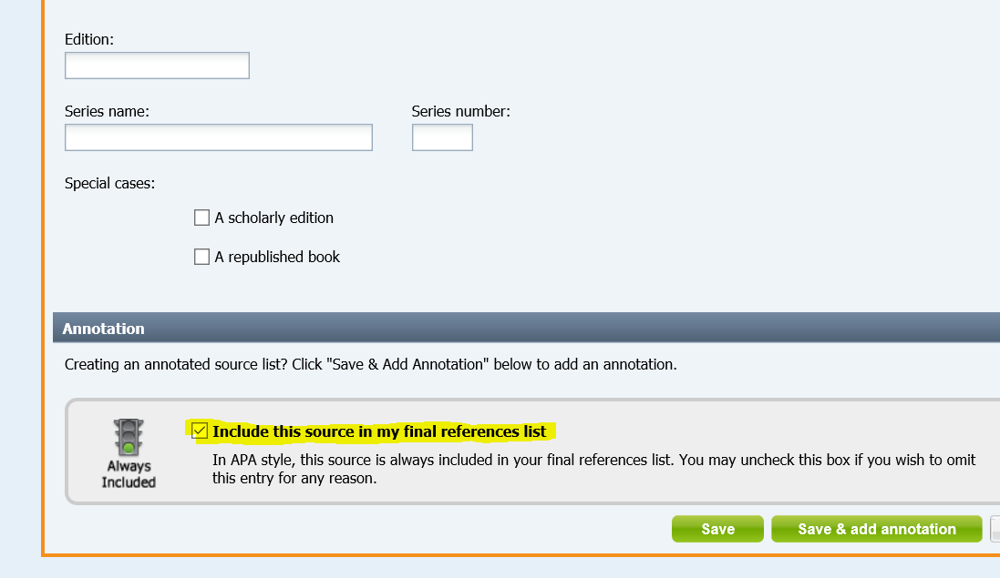 Edition:
Series name: Series number:
Special cases:
A scholarly edition
A republished book
Annotation
Creating an annotated source list? Click "Save & Add Annotation" below to add an annotation.
Always
Included
Include this source in my final references list
In APA style, this source is always included in your final references list. You may uncheck this box if you wish to omit
this entry for any reason.
Save Save & add annotation